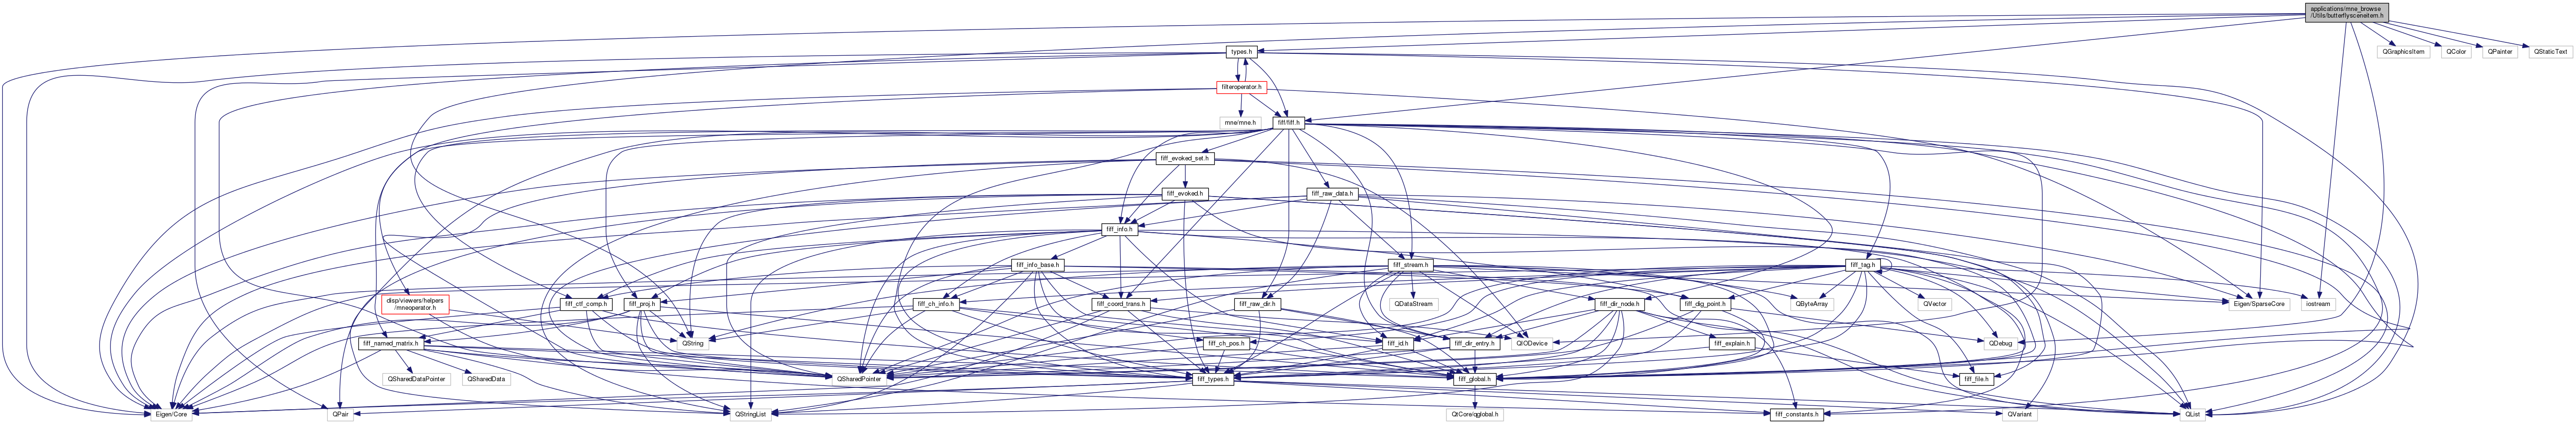 applications/mne_browse
/Utils/butterflysceneitem.h
types.h
QGraphicsItem
QColor
QPainter
QStaticText
filteroperator.h
mne/mne.h
fiff/fiff.h
fiff_evoked_set.h
fiff_evoked.h
fiff_raw_data.h
fiff_info.h
fiff_info_base.h
fiff_stream.h
fiff_tag.h
disp/viewers/helpers
/mneoperator.h
fiff_ctf_comp.h
fiff_proj.h
fiff_ch_info.h
fiff_coord_trans.h
fiff_raw_dir.h
QDataStream
fiff_dir_node.h
fiff_dig_point.h
QByteArray
QVector
Eigen/SparseCore
iostream
fiff_named_matrix.h
QString
fiff_ch_pos.h
fiff_id.h
fiff_dir_entry.h
QIODevice
fiff_explain.h
QDebug
QSharedDataPointer
QSharedData
QSharedPointer
fiff_types.h
fiff_global.h
fiff_file.h
Eigen/Core
QPair
QStringList
QtCore/qglobal.h
fiff_constants.h
QVariant
QList